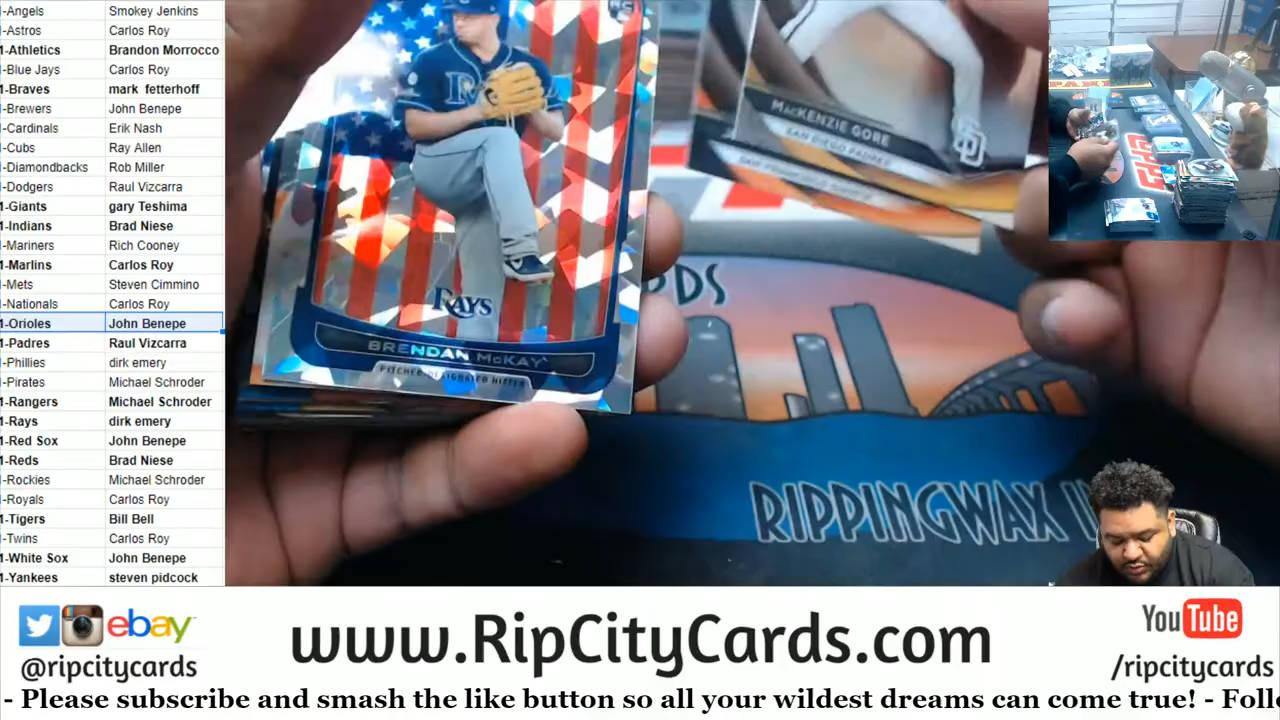 -Angels Smokey Jenkins
-Astros Carlos Roy
1-Athletics Brandon Morrocco
-Blue Jays Carlos Roy
1-Braves mark fetterhoff
-Brewers John Benepe
-Cardinals Erik Nash
-Cubs Ray Allen
-Diamondbacks Rob Miller
-Dodgers Raul Vizcarra
1-Giants gary Teshima
1-Indians Brad Niese
-Mariners Rich Cooney
1-Marlins Carlos Roy
-Mets Steven Cimmino
-Nationals Carlos Roy
1-Orioles John Benepe
1-Padres Raul Vizcarra
-Phillies dirk emery
-Pirates Michael Schroder
1-Rangers Michael Schroder
1-Rays dirk emery
1-Red Sox John Benepe
1-Reds Brad Niese
-Rockies Michael Schroder
-Royals Carlos Roy
1-Tigers Bill Bell
-Twins Carlos Roy
1-White Sox John Benepe
1-Yankees steven pidcock
RAYS
BRENDAN McKAY
PITCHER/DESIGNATED HITTER
MACKENZIE GORE
SAN DIEGO PADRES
RDS
RIPPINGWAX
ebay
@ripcitycards
www.RipCityCards.com
YouTube
/ripcitycards
- Please subscribe and smash the like button so all your wildest dreams can come true! - Foll